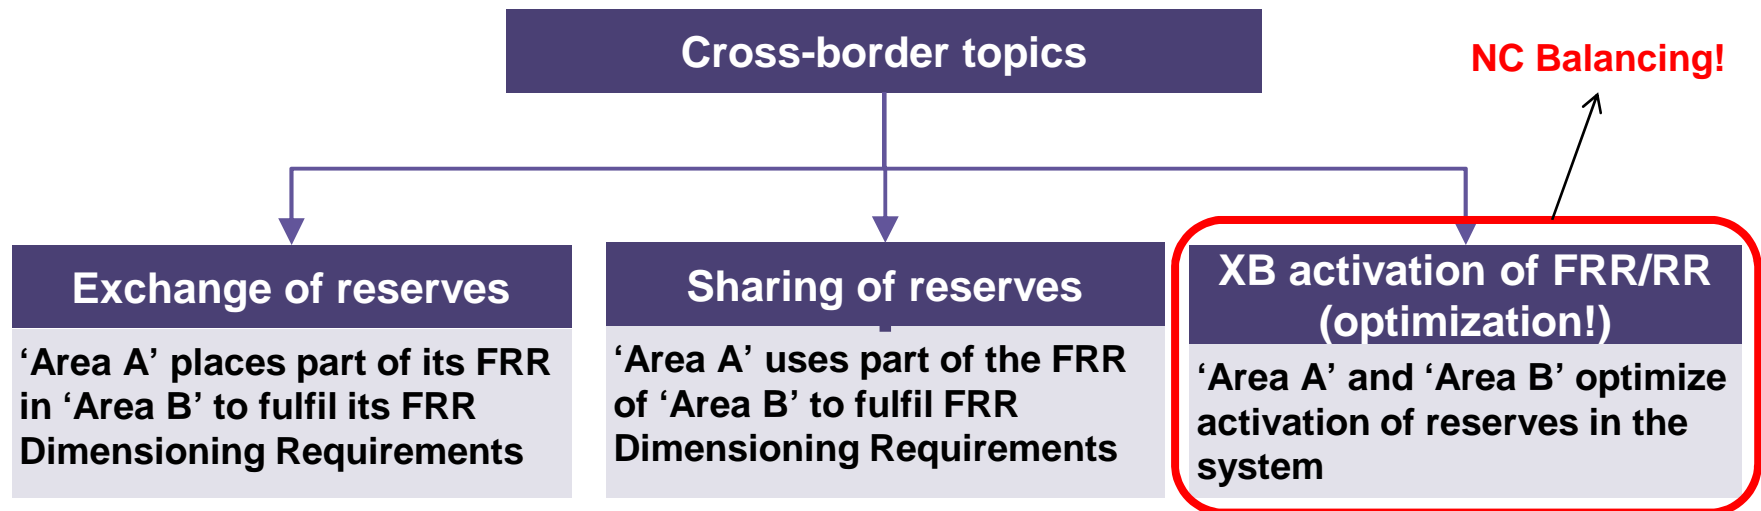 Cross-border topics
NC Balancing!
Exchange of reserves
‘Area A’ places part of its FRR
in ‘Area B’ to fulfil its FRR
Dimensioning Requirements
Sharing of reserves
‘Area A’ uses part of the FRR
of ‘Area B’ to fulfil FRR
Dimensioning Requirements
XB activation of FRR/RR
(optimization!)
‘Area A’ and ‘Area B’ optimize
activation of reserves in the
system